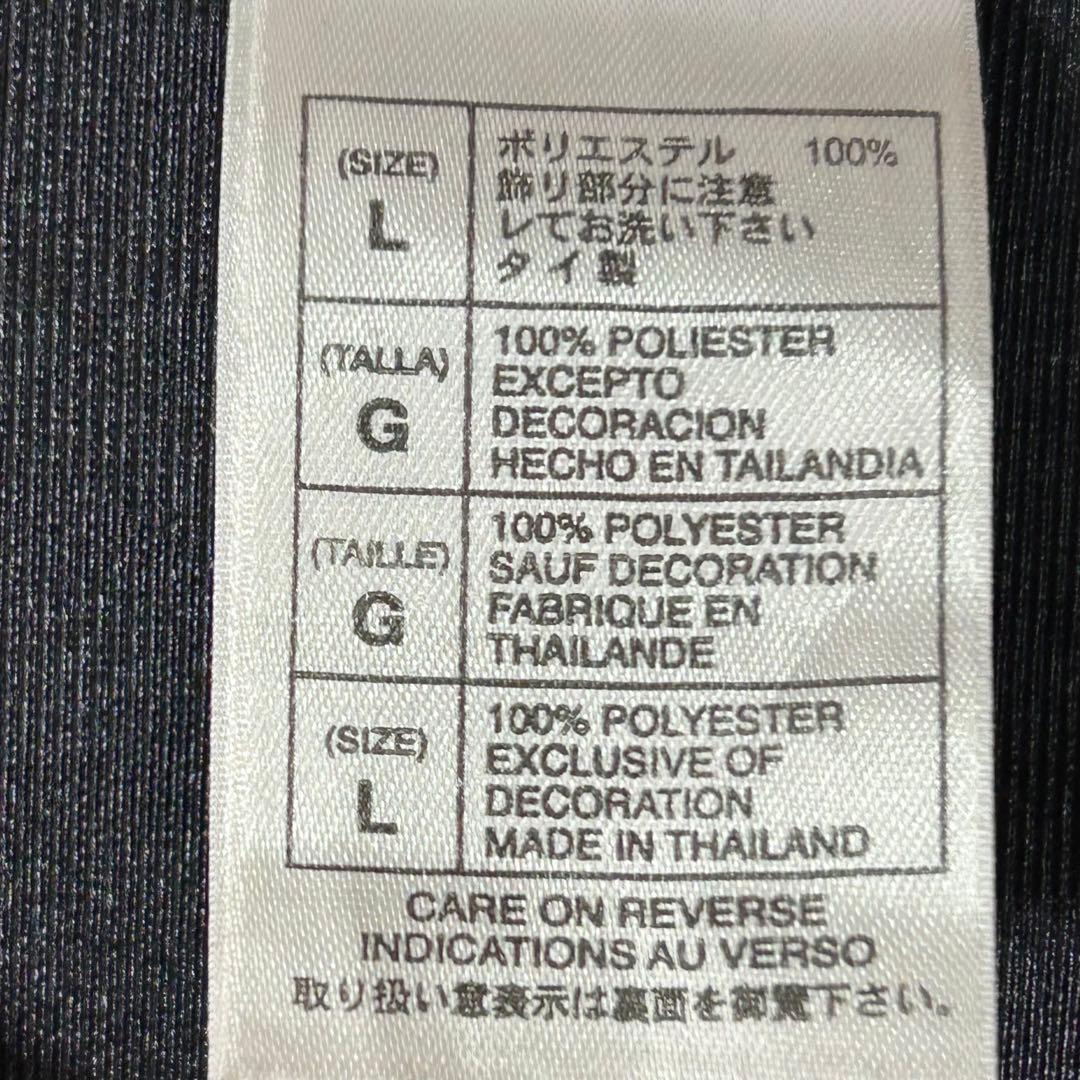 (SIZE)
L
ポリエステル 100%
飾り部分に注意
してお洗い下さい
タイ製
(TALLA)
G
100% POLIESTER
EXCEPTO
DECORACION
HECHO EN TAILANDIA
(TAILLE)
G
100% POLYESTER
SAUF DECORATION
FABRIQUE EN
THAILANDE
(SIZE)
L
100% POLYESTER
EXCLUSIVE OF
DECORATION
MADE IN THAILAND
CARE ON REVERSE
INDICATIONS AU VERSO
取り扱い意表示は裏面を御覧下さい。